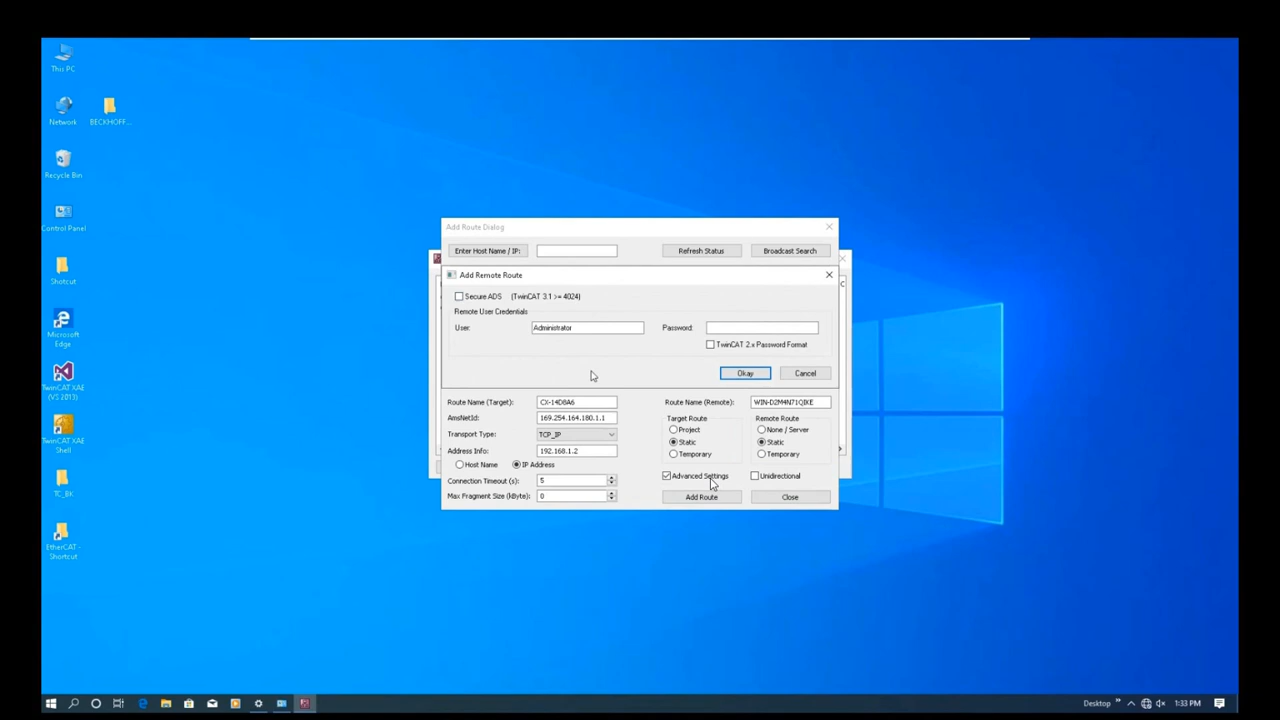 This PC
Network
BECKHOFF...
Recycle Bin
Control Panel
Shotcut
Microsoft
Edge
TwinCAT XAE
(VS 2013)
TwinCAT XAE
Shell
TC_BK
EtherCAT -
Shortcut
Add Route Dialog
Enter Host Name / IP:
Refresh Status
Broadcast Search
Add Remote Route
Secure ADS (TwinCAT 3.1 >= 4024)
Remote User Credentials
User: Administrator
Password:
TwinCAT 2.x Password Format
Okay
Cancel
Route Name (Target): CX-14D8A6
Route Name (Remote): WIN-D2M4N71QIKE
AmsNetId: 169.254.164.180.1.1
Target Route
Remote Route
Transport Type: TCP_IP
Project
None / Server
Address Info: 192.168.1.2
Static
Static
Host Name
IP Address
Temporary
Temporary
Connection Timeout (s): 5
Advanced Settings
Unidirectional
Max Fragment Size (kByte): 0
Add Route
Close
C
Desktop
1:33 PM